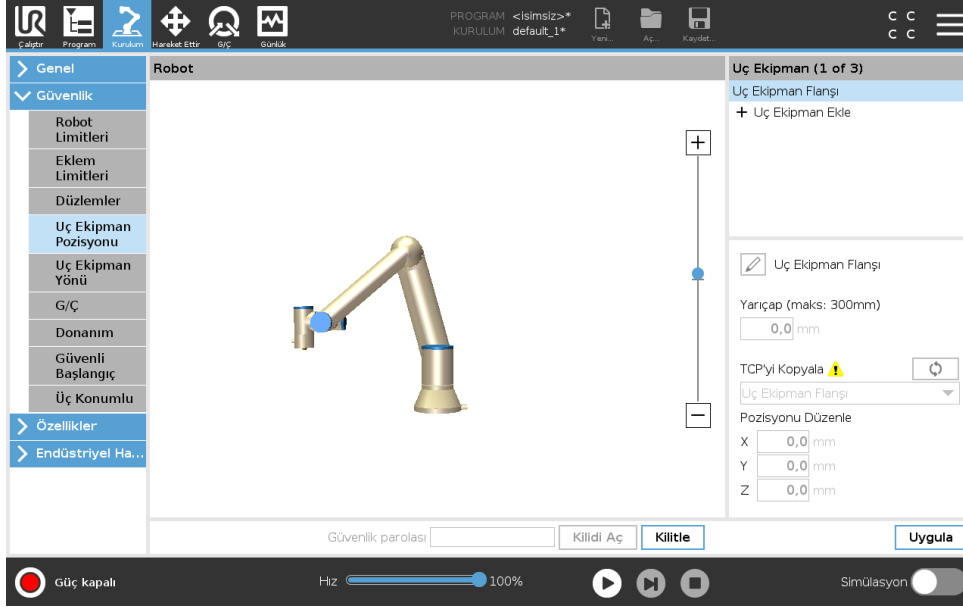 UR
PROGRAM <isimsiz>*
KURULUM default_1*
C C
C C
Çalıştır Program Kurulum Hareket Ettir G/Ç Günlük Yeni... Aç... Kaydet...
Genel
Güvenlik
Robot
Limitleri
Eklem
Limitleri
Düzlemler
Uç Ekipman
Pozisyonu
Uç Ekipman
Yönü
G/Ç
Donanım
Güvenli
Başlangıç
Üç Konumlu
Özellikler
Endüstriyel Ha...
Robot
Uç Ekipman (1 of 3)
Uç Ekipman Flanşı
+ Uç Ekipman Ekle
Uç Ekipman Flanşı
Yarıçap (maks: 300mm)
0,0 mm
TCP'yi Kopyala
Uç Ekipman Flanşı
Pozisyonu Düzenle
X 0,0 mm
Y 0,0 mm
Z 0,0 mm
Güvenlik parolası Kilidi Aç Kilitle Uygula
Güç kapalı Hız 100% Simülasyon